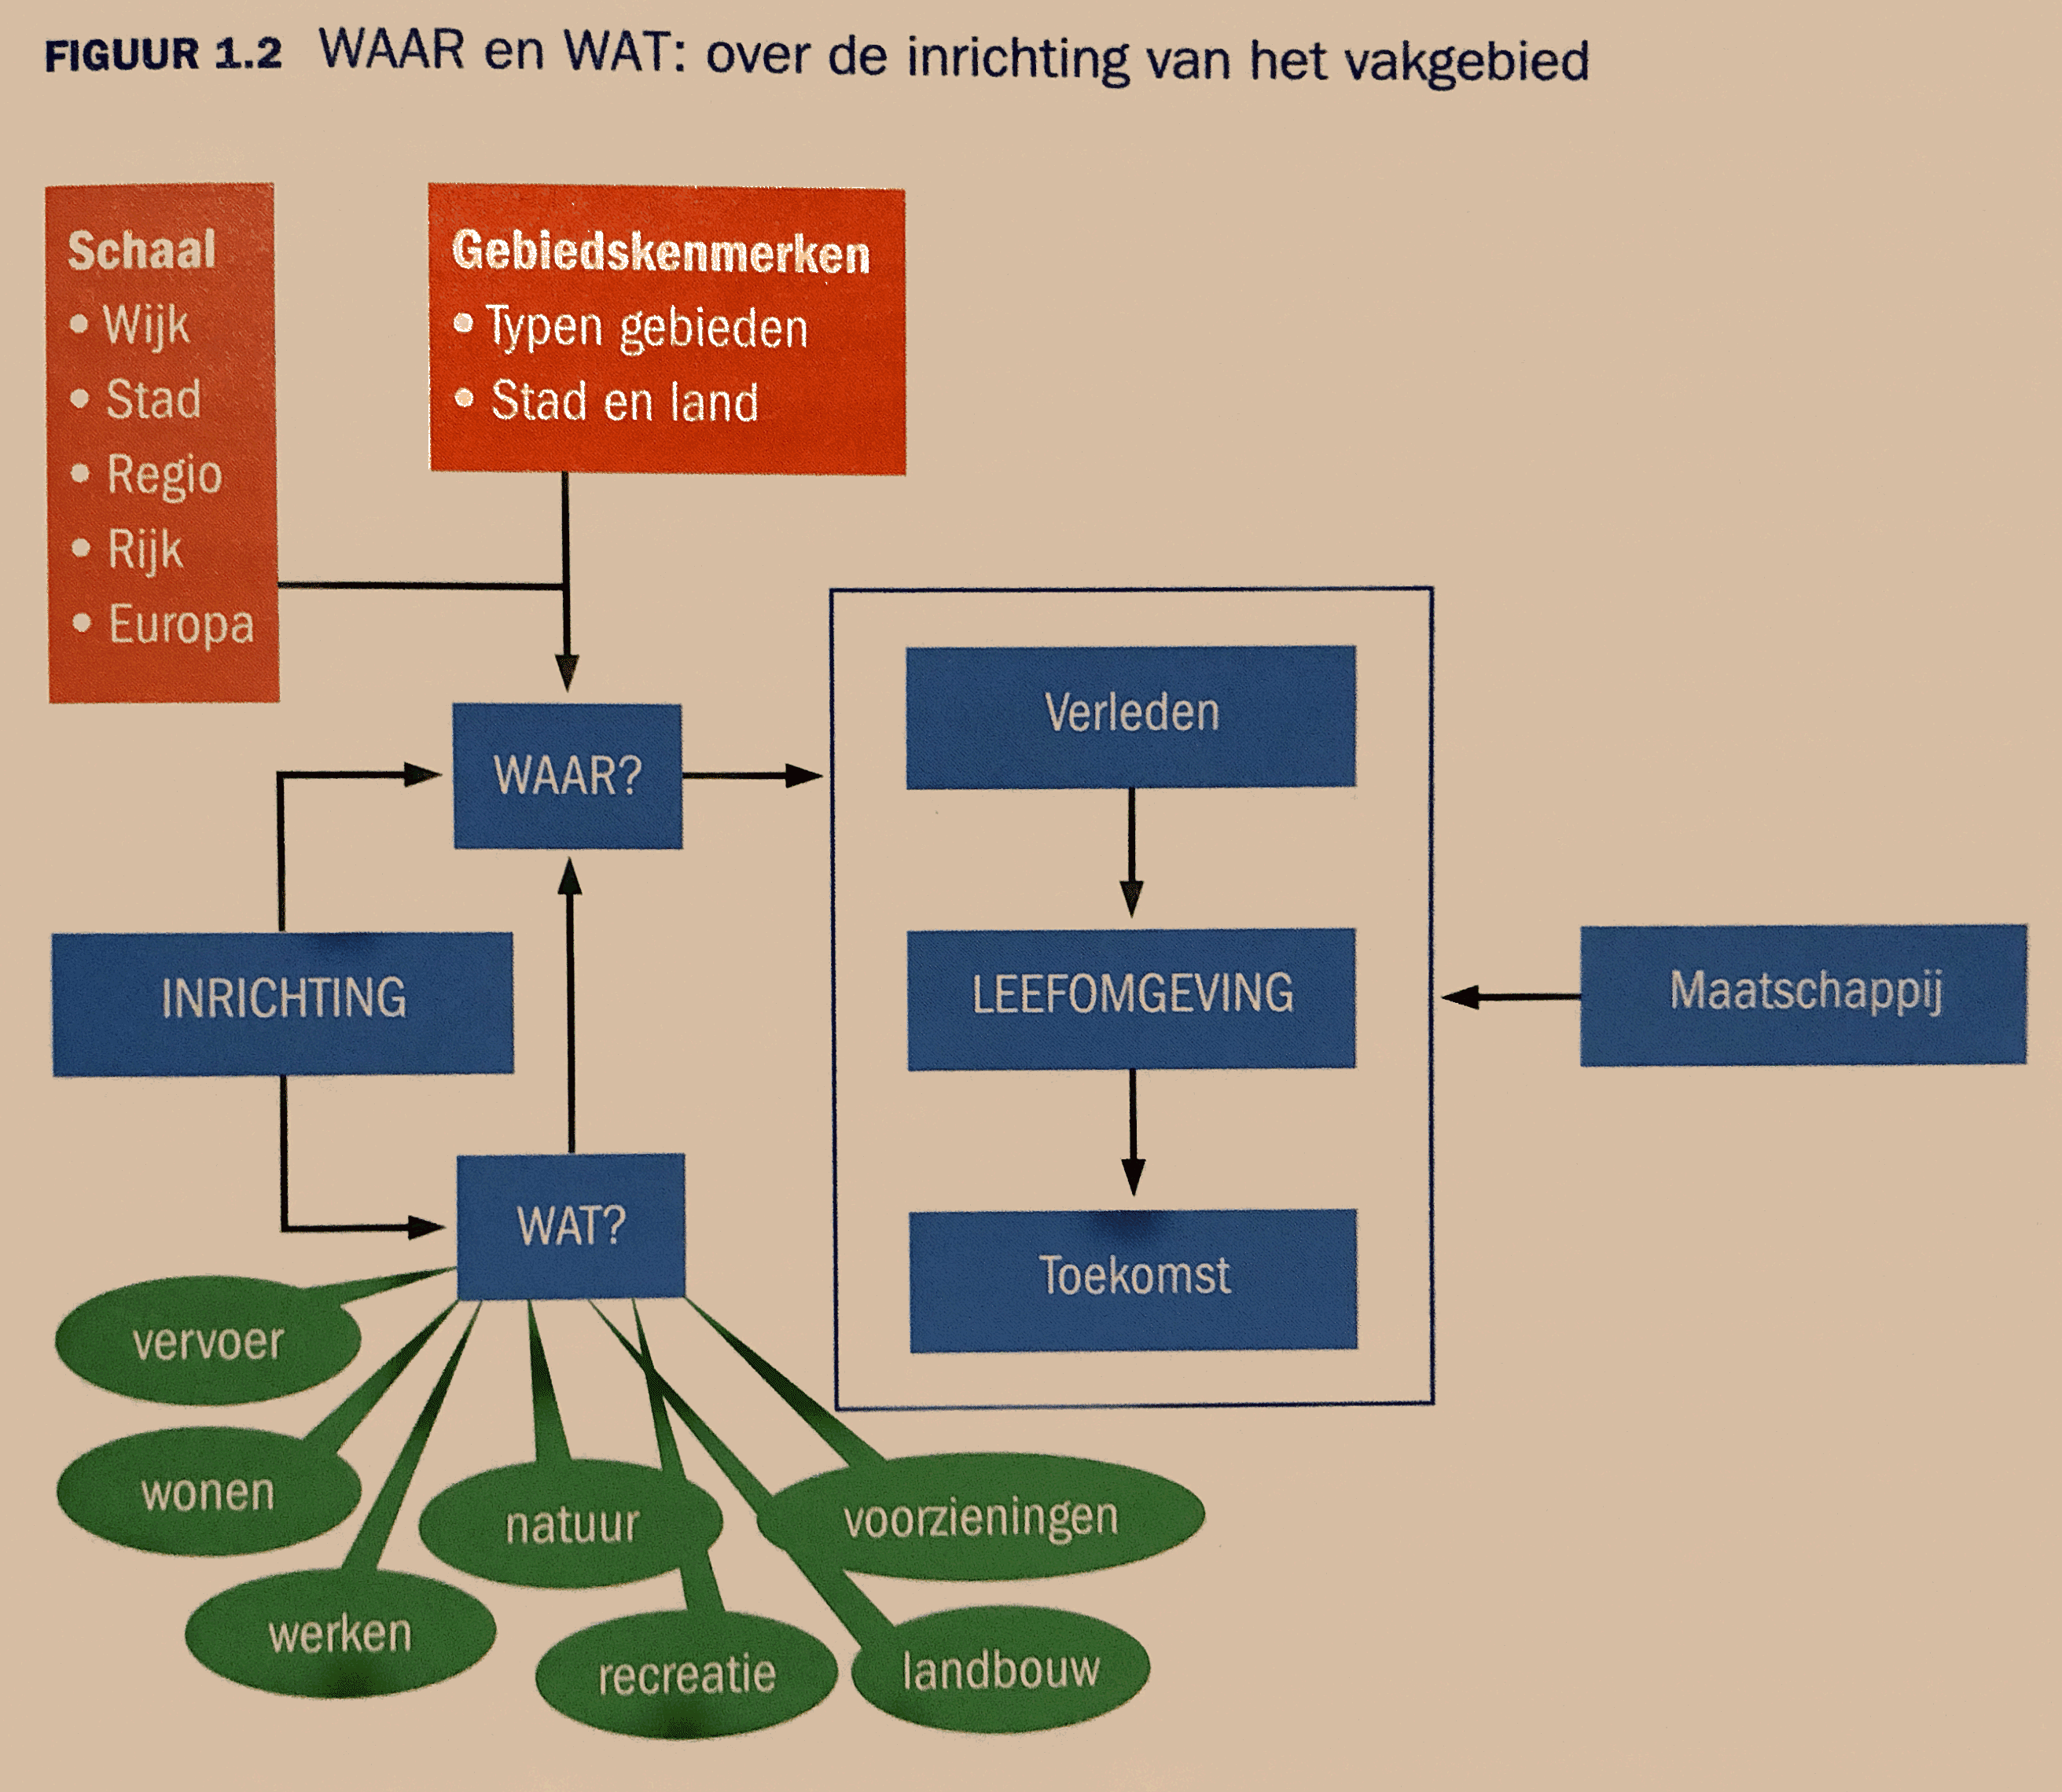 FIGUUR 1.2 WAAR en WAT: over de inrichting van het vakgebied
Schaal
• Wijk
• Stad
• Regio
• Rijk
• Europa
Gebiedskenmerken
• Typen gebieden
• Stad en land
WAAR?
INRICHTING
WAT?
Verleden
LEEFOMGEVING
Toekomst
Maatschappij
vervoer
wonen
werken
natuur
recreatie
voorzieningen
landbouw